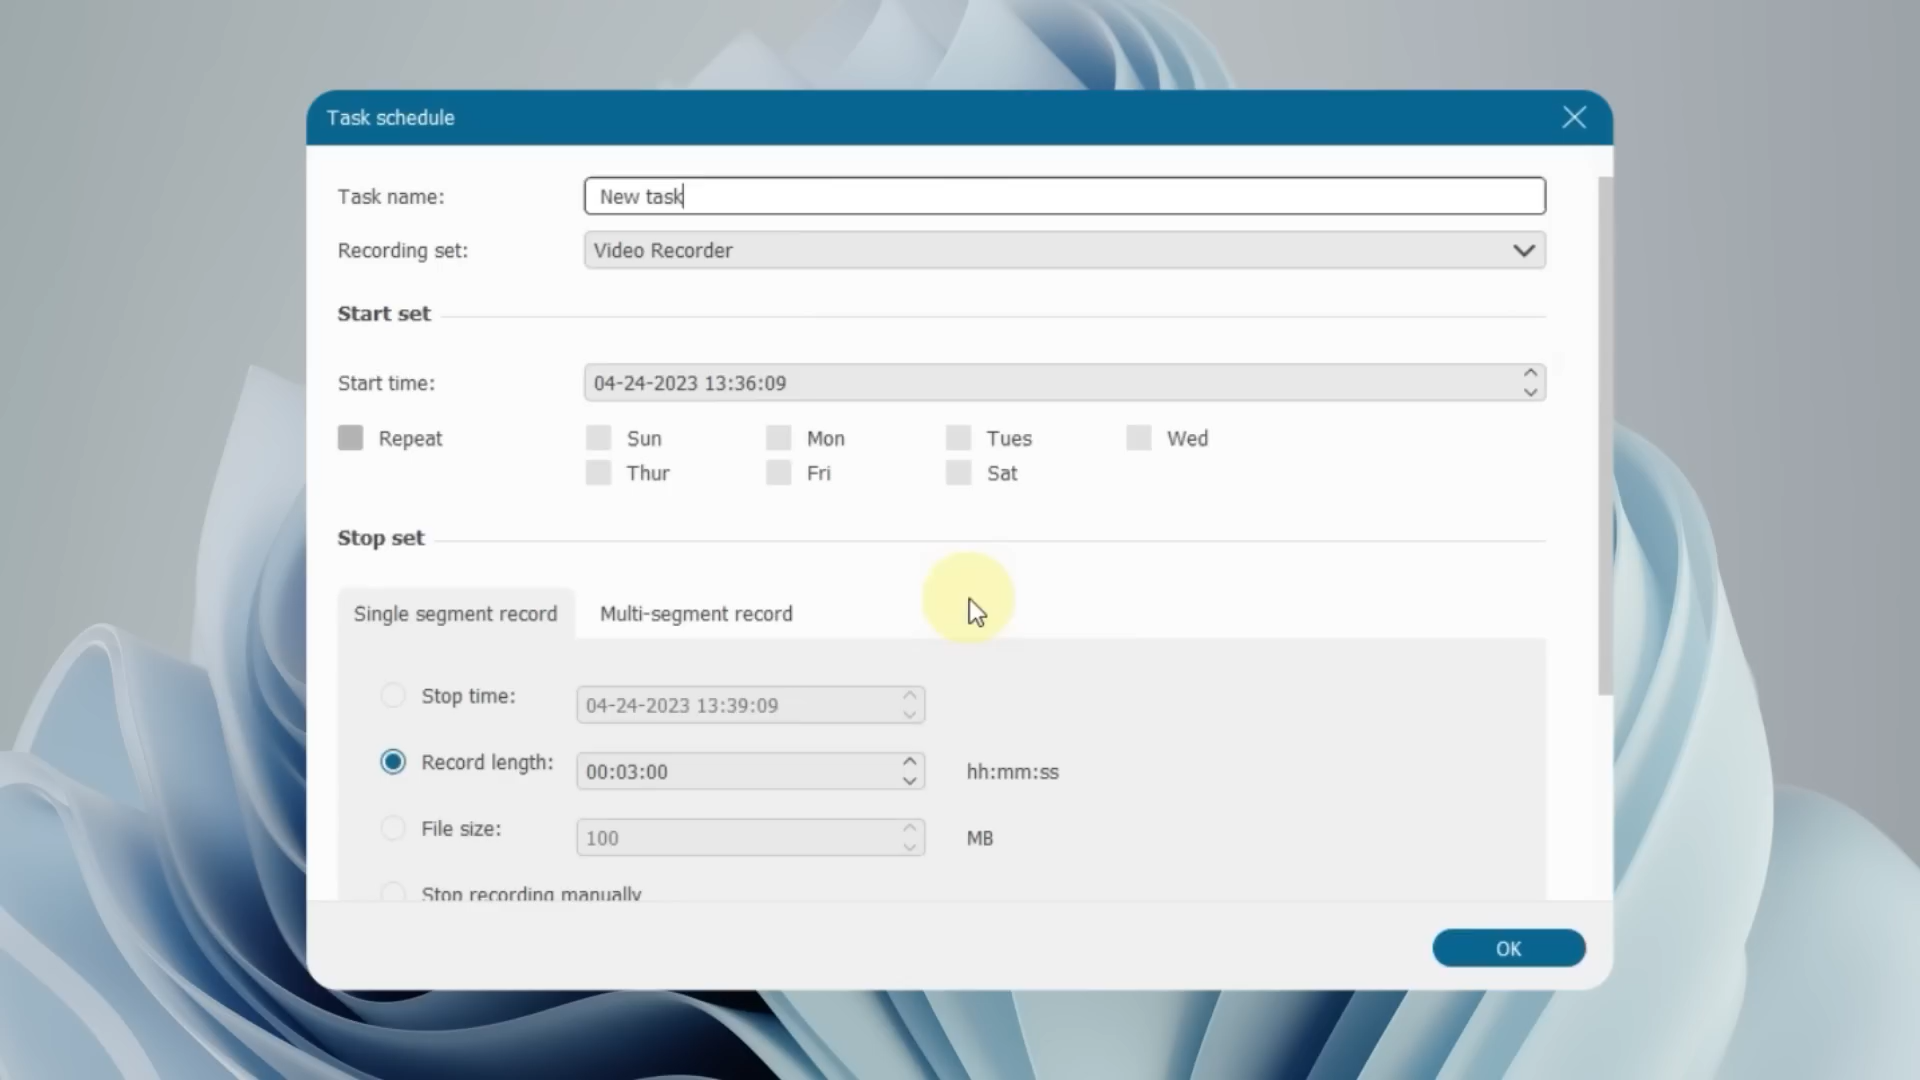 Task schedule
Task name: New task
Recording set: Video Recorder
Start set
Start time: 04-24-2023 13:36:09
Repeat Sun Mon Tues Wed
Thur Fri Sat
Stop set
Single segment record Multi-segment record
Stop time: 04-24-2023 13:39:09
Record length: 00:03:00 hh:mm:ss
File size: 100 MB
Stop recording manually
OK